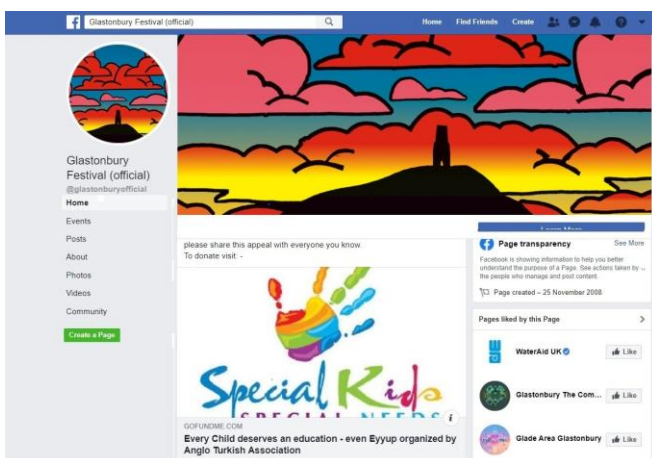 Glastonbury Festival (official)
Home Find Friends Create
Glastonbury
Festival (official)
@glastonburyofficial
Home
Events
Posts
About
Photos
Videos
Community
Create a Page
please share this appeal with everyone you know.
To donate visit: -
Special Kids
SPECIAL NEEDS
GOFUNDME.COM
Every Child deserves an education - even Eyyup organized by
Anglo Turkish Association
Learn More
Page transparency See More
Facebook is showing information to help you better
understand the purpose of a Page. See actions taken by
the people who manage and post content.
Page created – 25 November 2008
Pages liked by this Page
WaterAid UK Like
Glastonbury The Com... Like
Glade Area Glastonbury Like